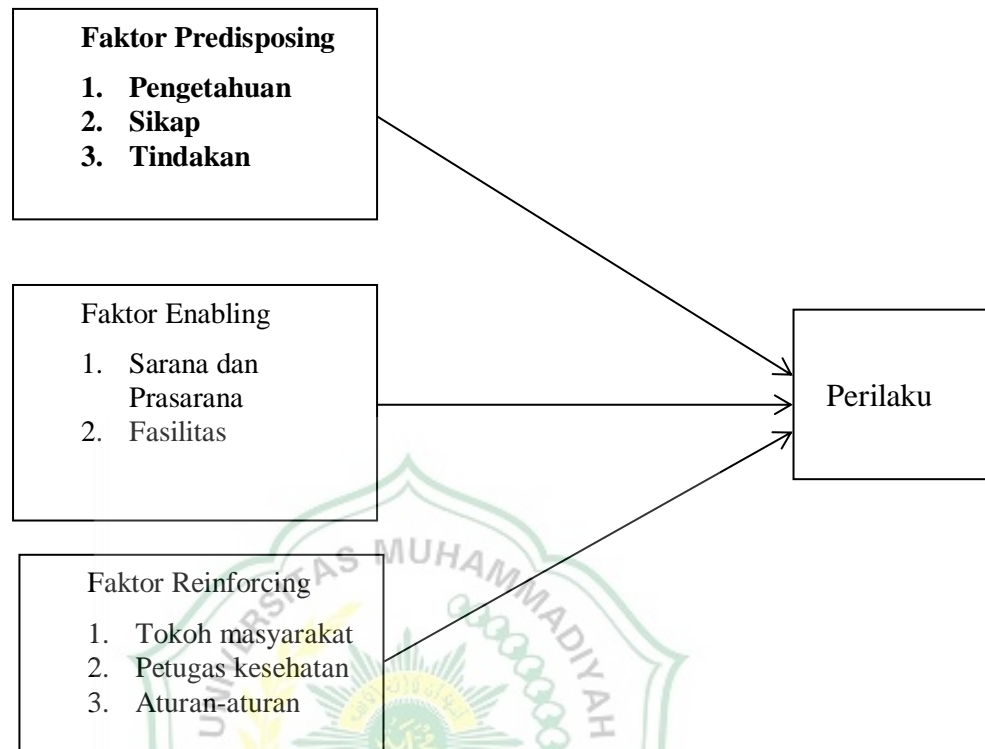 Faktor Predisposing
1. Pengetahuan
2. Sikap
3. Tindakan
Faktor Enabling
1. Sarana dan
Prasarana
2. Fasilitas
Perilaku
Faktor Reinforcing
1. Tokoh masyarakat
2. Petugas kesehatan
3. Aturan-aturan
UNIVERSITAS MUHAMMADIYAH